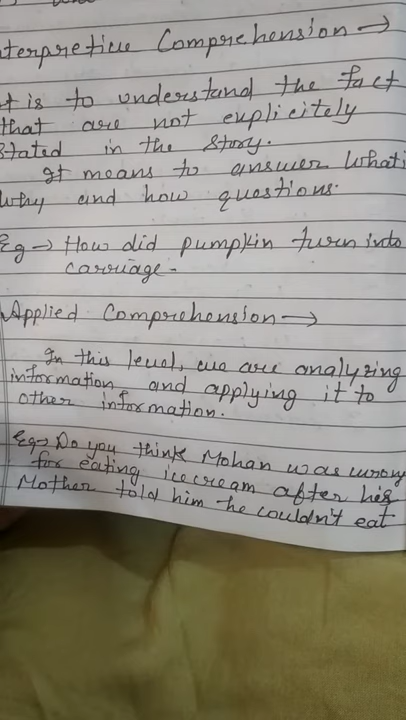 nterpretive Comprehension →
It is to understand the fact
that are not explicitely
stated in the story.
It means to answer What,
Why and how questions.
Eg → How did pumpkin turn into
carriage.
Applied Comprehension →
In this level, we are analyzing
information and applying it to
other information.
Eg → Do you think Mohan was wrong
for eating icecream after his
Mother told him he couldn't eat